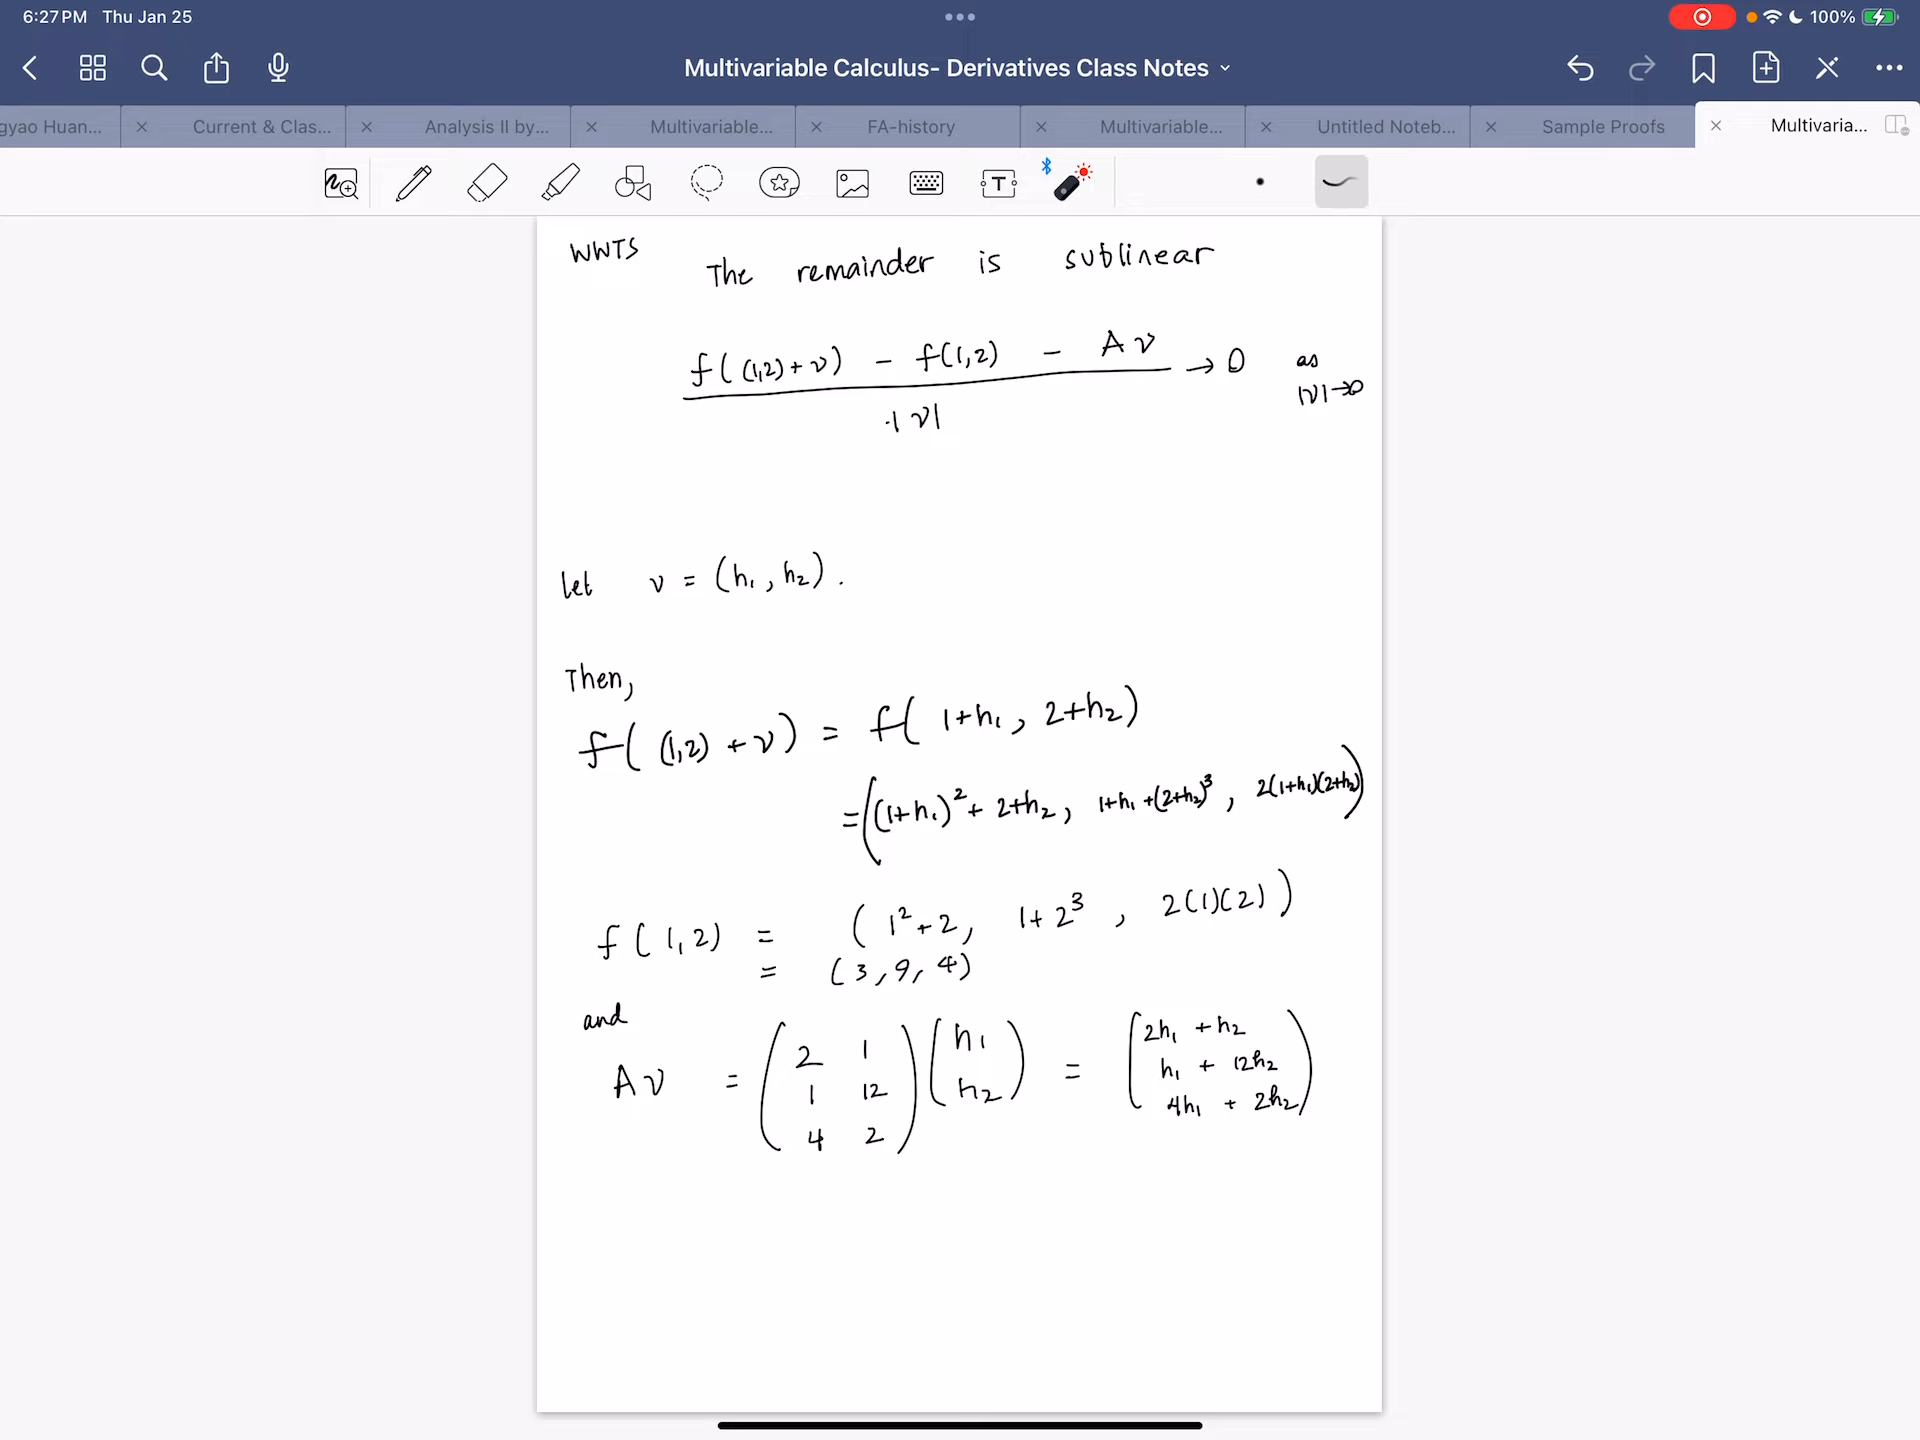 6:27 PM Thu Jan 25
100%
Multivariable Calculus- Derivatives Class Notes
gyao Huan...
Current & Clas...
Analysis II by...
Multivariable...
FA-history
Multivariable...
Untitled Noteb...
Sample Proofs
Multivaria...
WWTS The remainder is sublinear
f((1,2)+v) - f(1,2) - Av → 0 as
|v| |v|→0
let v = (h₁, h₂).
Then,
f((1,2) + v) = f(1+h₁, 2+h₂)
= ((1+h₁)² + 2+h₂, 1+h₁+(2+h₂)³, 2(1+h₁)(2+h₂))
f(1,2) = (1²+2, 1+2³, 2(1)(2))
= (3, 9, 4)
and
2 1 h₁ 2h₁ + h₂
Av = 1 12 h₂ = h₁ + 12h₂
4 2 4h₁ + 2h₂